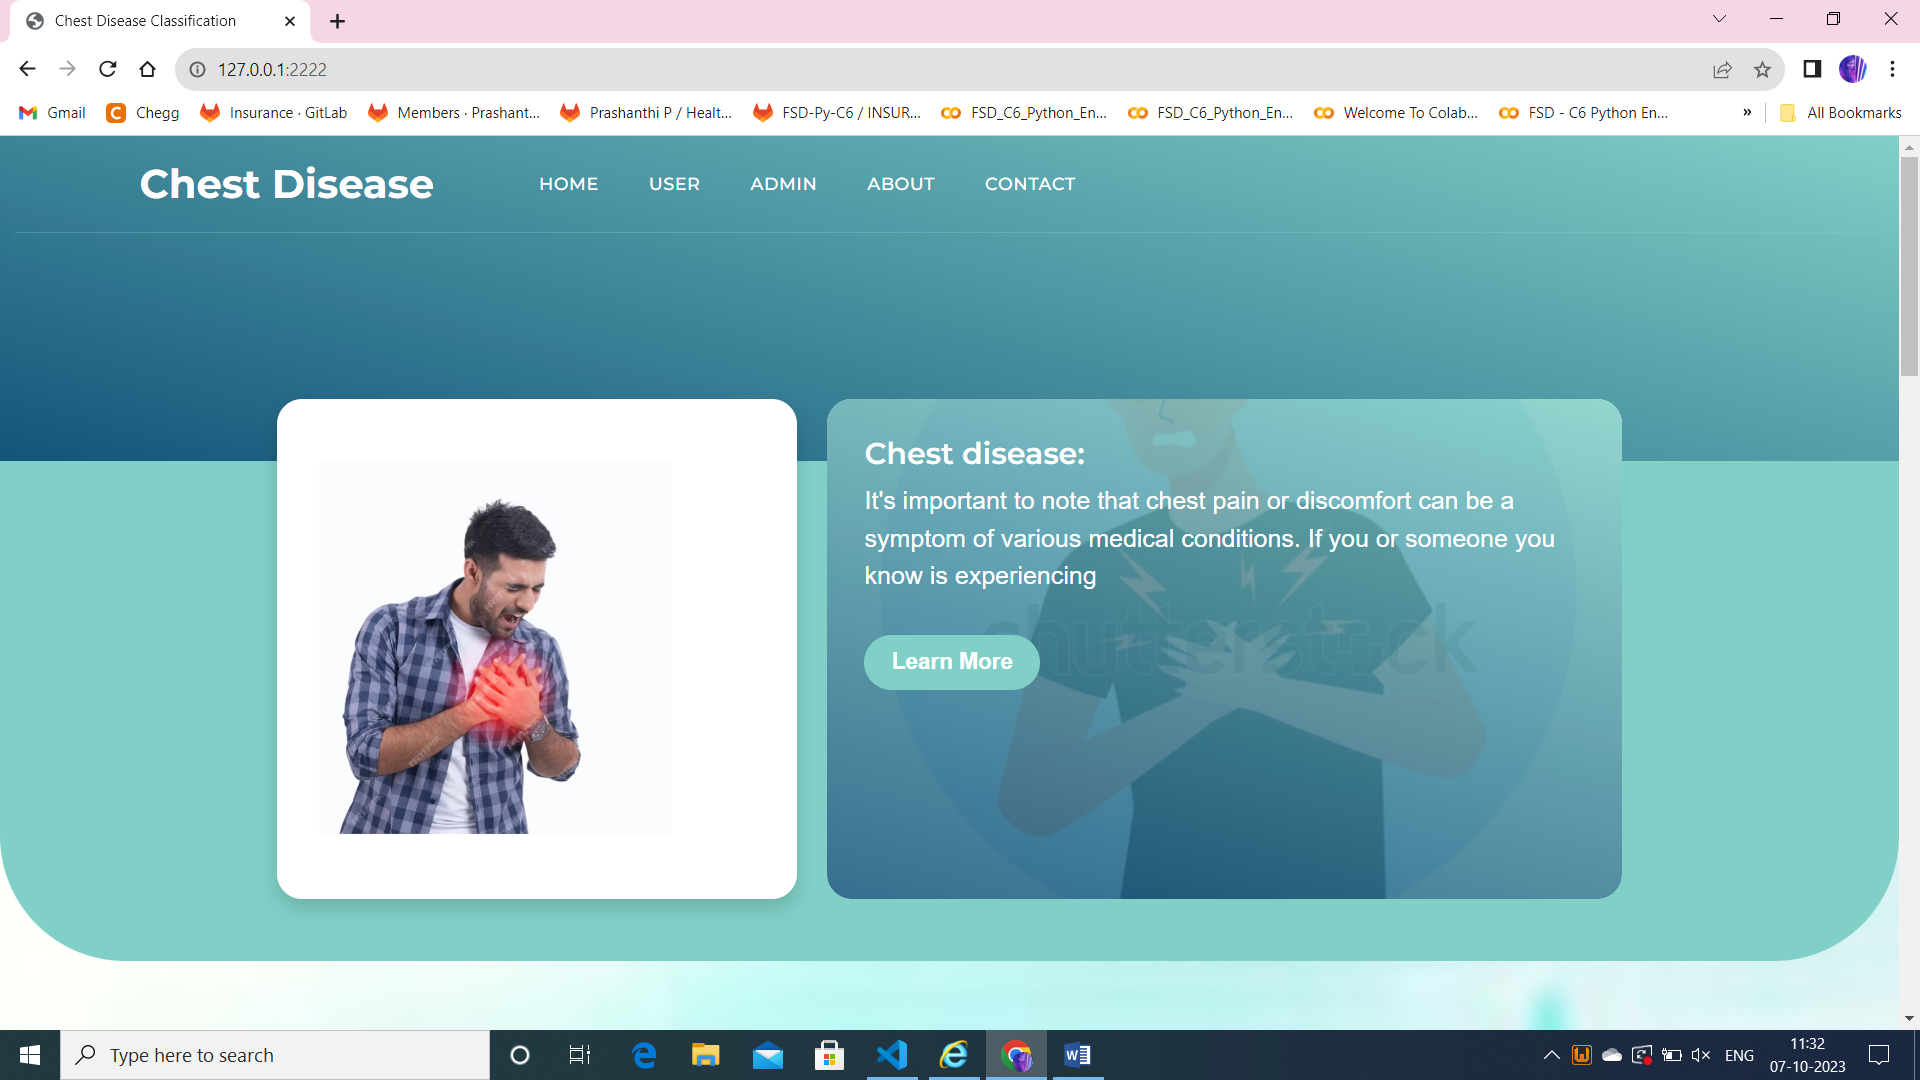 Chest Disease Classification
127.0.0.1:2222
Gmail
Chegg
Insurance · GitLab
Members · Prashant...
Prashanthi P / Healt...
FSD-Py-C6 / INSUR...
FSD_C6_Python_En...
FSD_C6_Python_En...
Welcome To Colab...
FSD - C6 Python En...
»
All Bookmarks
Chest Disease
HOME
USER
ADMIN
ABOUT
CONTACT
Chest disease:
It's important to note that chest pain or discomfort can be a
symptom of various medical conditions. If you or someone you
know is experiencing
shutterstock
Learn More
Type here to search
ENG
11:32
07-10-2023